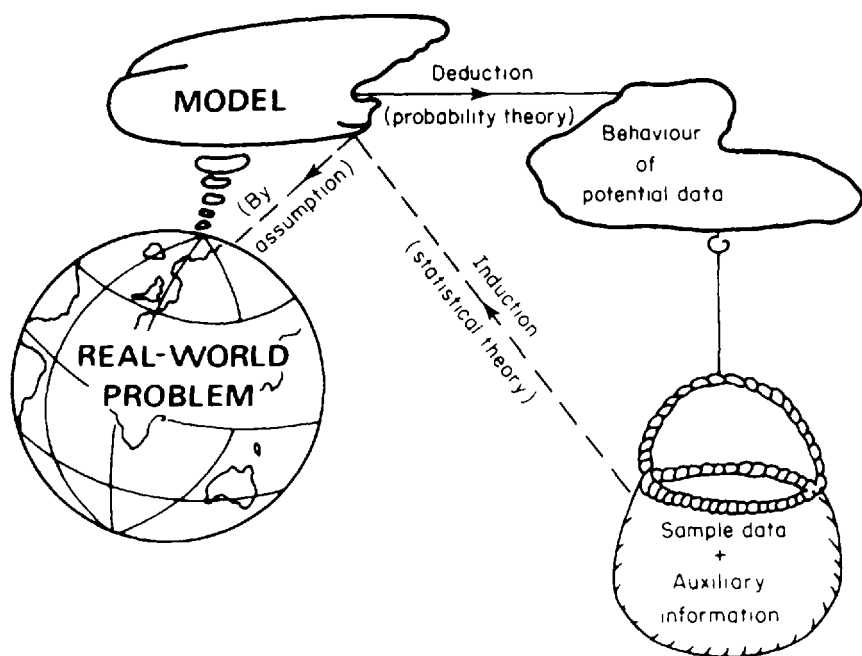 MODEL
Deduction
(probability theory)
Behaviour
of
potential data
(By
assumption)
Induction
(statistical theory)
REAL-WORLD
PROBLEM
Sample data
+
Auxiliary
information